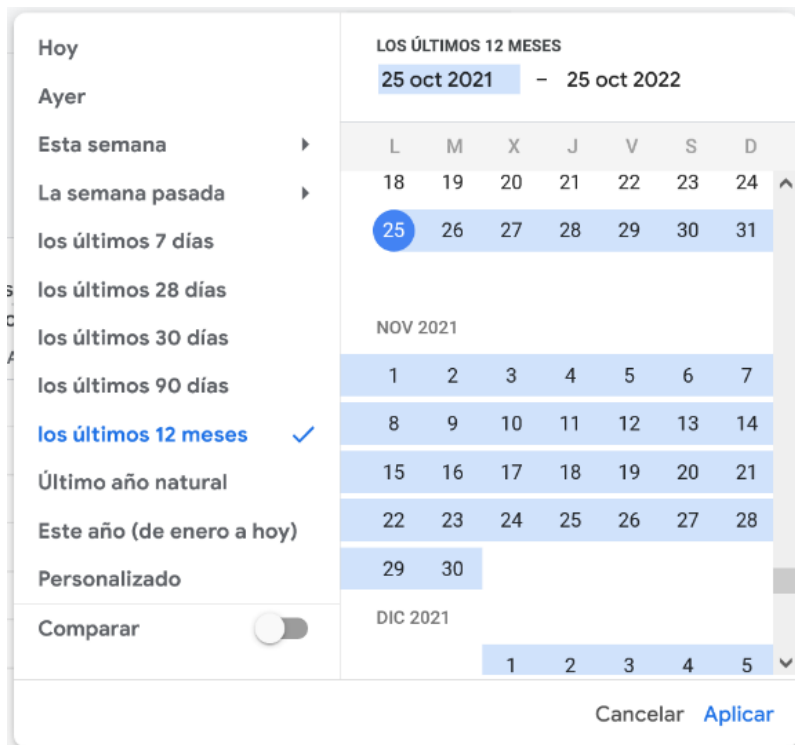 Hoy
Ayer
Esta semana
La semana pasada
los últimos 7 días
los últimos 28 días
los últimos 30 días
los últimos 90 días
los últimos 12 meses
Último año natural
Este año (de enero a hoy)
Personalizado
Comparar
LOS ÚLTIMOS 12 MESES
25 oct 2021 – 25 oct 2022
L M X J V S D
18 19 20 21 22 23 24
25 26 27 28 29 30 31
NOV 2021
1 2 3 4 5 6 7
8 9 10 11 12 13 14
15 16 17 18 19 20 21
22 23 24 25 26 27 28
29 30
DIC 2021
1 2 3 4 5
Cancelar Aplicar